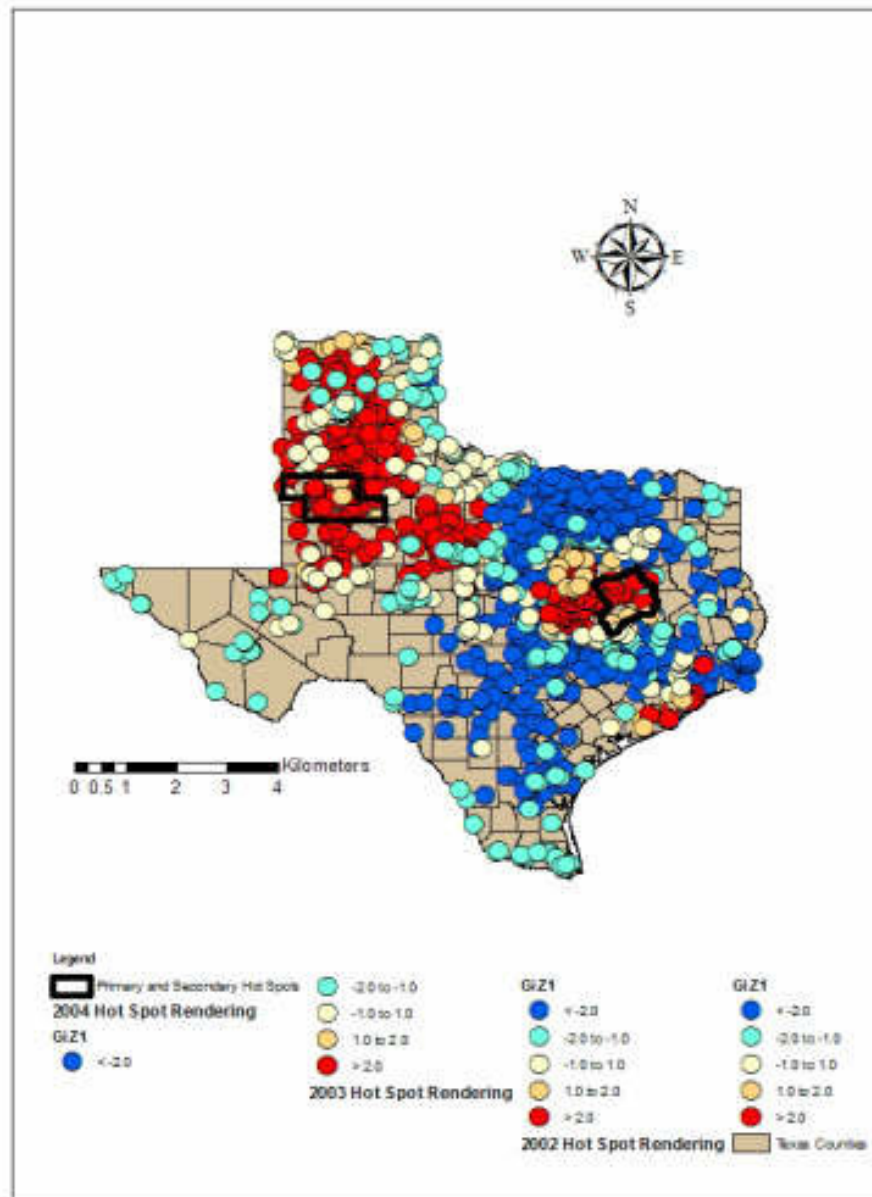 N
W E
S
Kilometers
0 0.5 1 2 3 4
Legend
Primary and Secondary Hot Spots
2004 Hot Spot Rendering
GiZ1
< -2.0
-2.0 to -1.0
-1.0 to 1.0
1.0 to 2.0
> 2.0
2003 Hot Spot Rendering
GiZ1
< -2.0
-2.0 to -1.0
-1.0 to 1.0
1.0 to 2.0
> 2.0
2002 Hot Spot Rendering
GiZ1
< -2.0
-2.0 to -1.0
-1.0 to 1.0
1.0 to 2.0
> 2.0
Texas Counties